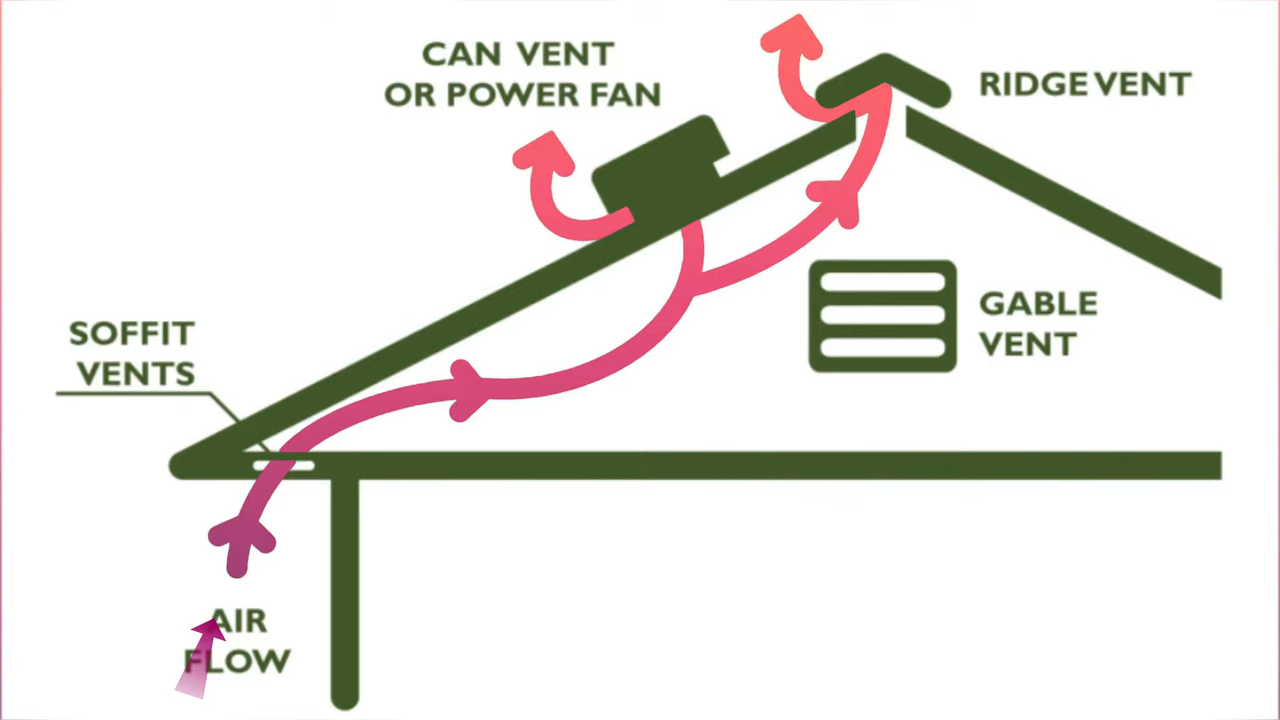 CAN VENT
OR POWER FAN
RIDGE VENT
SOFFIT
VENTS
GABLE
VENT
AIR
FLOW